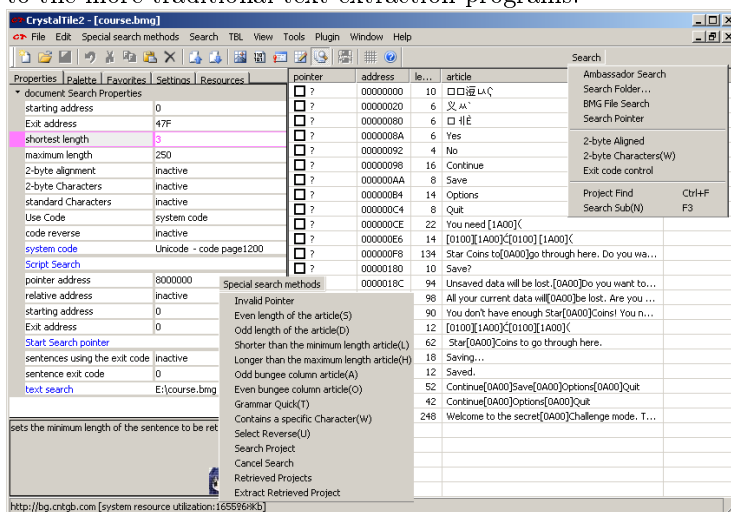 to the more traditional text extraction programs.
CrystalTile2 - [course.bmg]
File Edit Special search methods Search TBL View Tools Plugin Window Help
Search
Properties Palette Favorites Settings Resources
pointer address le... article
document Search Properties
starting address 0
Exit address 47F
shortest length 3
maximum length 250
2-byte alignment inactive
2-byte Characters inactive
standard Characters inactive
Use Code system code
code reverse inactive
system code Unicode - code page1200
Script Search
pointer address 8000000
relative address inactive
starting address 0
Exit address 0
Start Search pointer
sentences using the exit code inactive
sentence exit code 0
text search E:\course.bmg
sets the minimum length of the sentence to be ret
? 00000000 10
? 00000020 6
? 00000080 6
? 0000008A 6 Yes
? 00000092 4 No
? 00000098 16 Continue
? 000000AA 8 Save
? 000000B4 14 Options
? 000000C4 8 Quit
? 000000CE 22 You need [1A00](
? 000000E6 14 [0100][1A00]Ć[0100][1A00](
? 000000F8 134 Star Coins to[0A00]go through here. Do you wa...
? 00000180 10 Save?
0000018C 94 Unsaved data will be lost.[0A00]Do you want to...
98 All your current data will[0A00]be lost. Are you ...
90 You don't have enough Star[0A00]Coins! You n...
12 [0100][1A00]Ć[0100][1A00](
62 Star[0A00]Coins to go through here.
18 Saving...
12 Saved.
52 Continue[0A00]Save[0A00]Options[0A00]Quit
42 Continue[0A00]Options[0A00]Quit
248 Welcome to the secret[0A00]Challenge mode. T...
Ambassador Search
Search Folder...
BMG File Search
Search Pointer
2-byte Aligned
2-byte Characters(W)
Exit code control
Project Find Ctrl+F
Search Sub(N) F3
Special search methods
Invalid Pointer
Even length of the article(S)
Odd length of the article(D)
Shorter than the minimum length article(L)
Longer than the maximum length article(H)
Odd bungee column article(A)
Even bungee column article(O)
Grammar Quick(T)
Contains a specific Character(W)
Select Reverse(U)
Search Project
Cancel Search
Retrieved Projects
Extract Retrieved Project
http://bg.cntgb.com [system resource utilization: